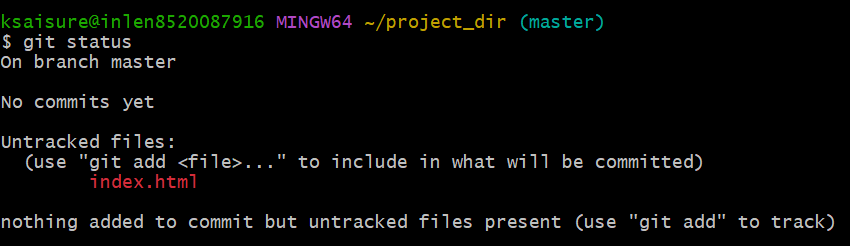 ksaisure@inlen8520087916 MINGW64 ~/project_dir (master)
$ git status
On branch master
No commits yet
Untracked files:
(use "git add <file>..." to include in what will be committed)
index.html
nothing added to commit but untracked files present (use "git add" to track)